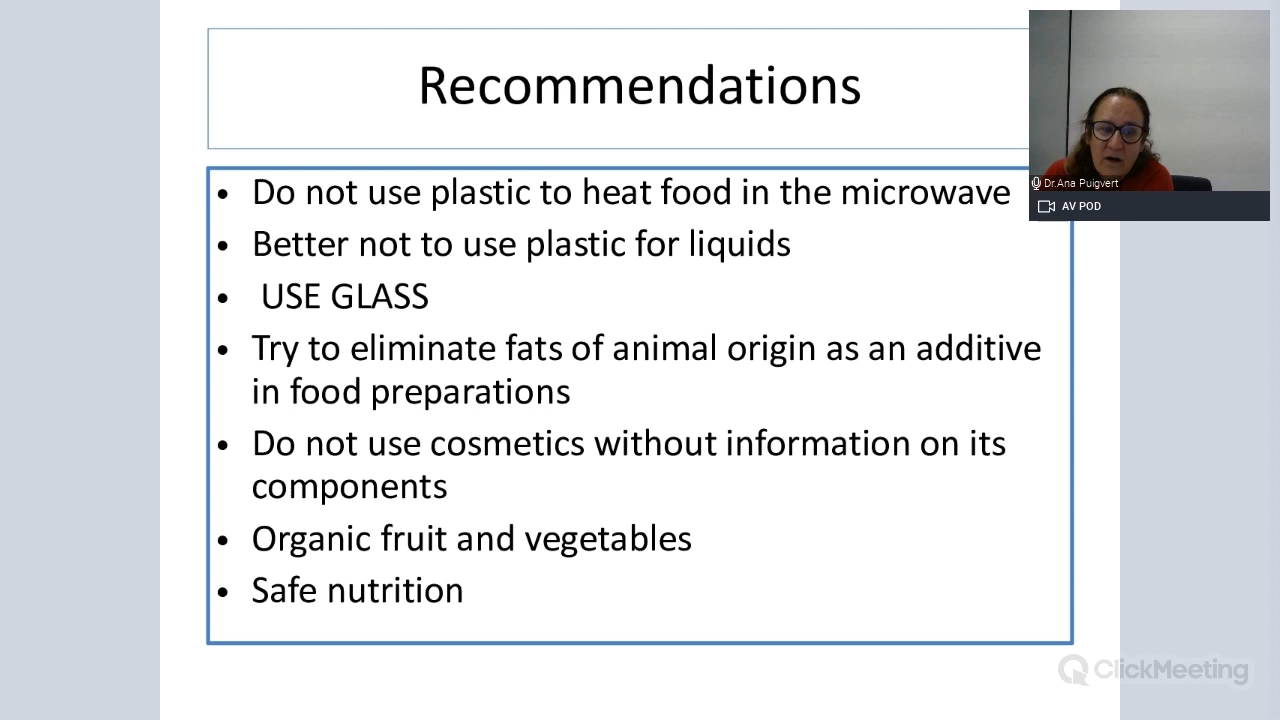 Recommendations
• Do not use plastic to heat food in the microwave
• Better not to use plastic for liquids
• USE GLASS
• Try to eliminate fats of animal origin as an additive
in food preparations
• Do not use cosmetics without information on its
components
• Organic fruit and vegetables
• Safe nutrition
Dr.Ana Puigvert
AV POD
ClickMeeting